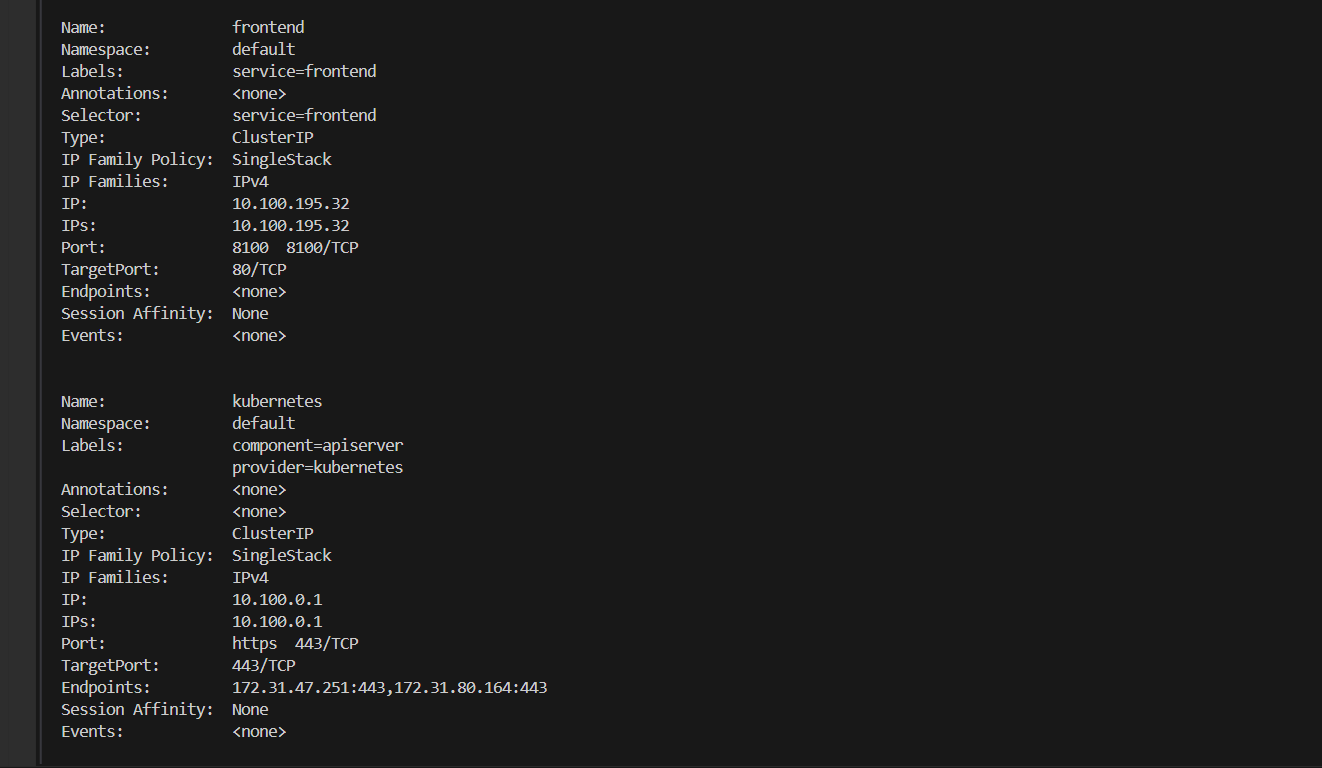 Name:              frontend
Namespace:         default
Labels:            service=frontend
Annotations:       <none>
Selector:          service=frontend
Type:              ClusterIP
IP Family Policy:  SingleStack
IP Families:       IPv4
IP:                10.100.195.32
IPs:               10.100.195.32
Port:              8100  8100/TCP
TargetPort:        80/TCP
Endpoints:         <none>
Session Affinity:  None
Events:            <none>
Name:              kubernetes
Namespace:         default
Labels:            component=apiserver
                   provider=kubernetes
Annotations:       <none>
Selector:          <none>
Type:              ClusterIP
IP Family Policy:  SingleStack
IP Families:       IPv4
IP:                10.100.0.1
IPs:               10.100.0.1
Port:              https  443/TCP
TargetPort:        443/TCP
Endpoints:         172.31.47.251:443,172.31.80.164:443
Session Affinity:  None
Events:            <none>